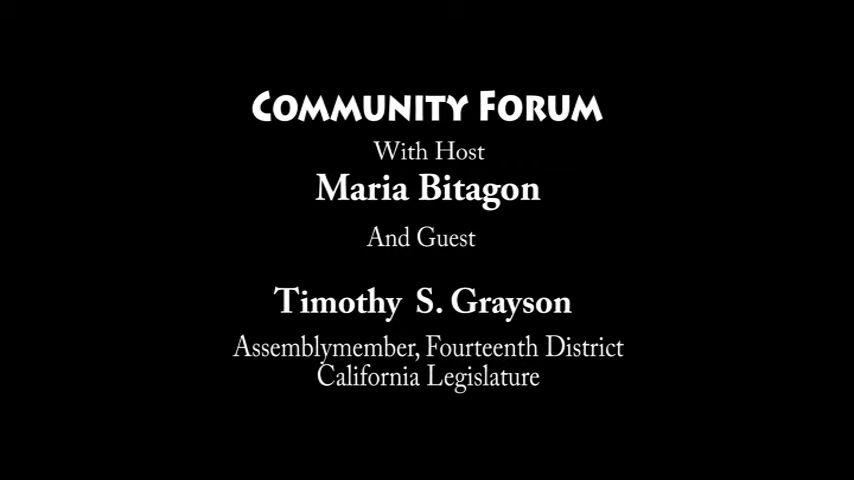 COMMUNITY FORUM
With Host
Maria Bitagon
And Guest
Timothy S. Grayson
Assemblymember, Fourteenth District
California Legislature